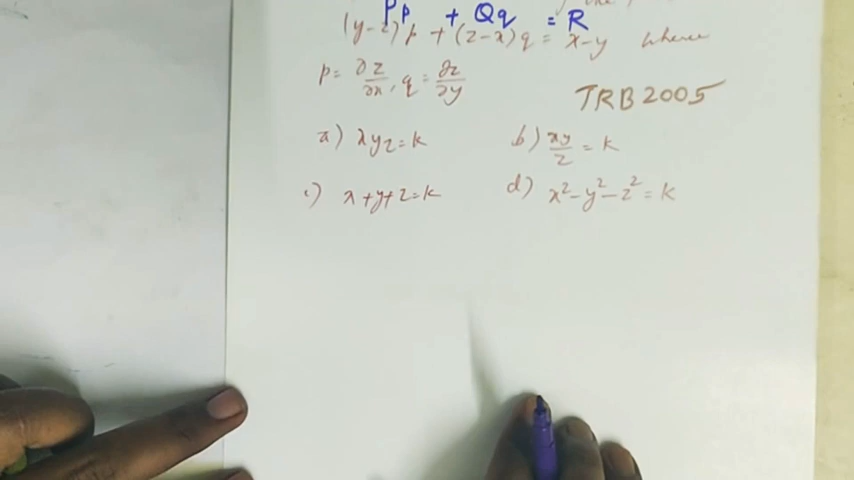 Pp + Qq = R
(y-z)p + (z-x)q = x-y where
p = ∂z/∂x, q = ∂z/∂y
TRB 2005
a) xyz = k b) xy/z = k
c) x+y+z = k d) x²-y²-z² = k